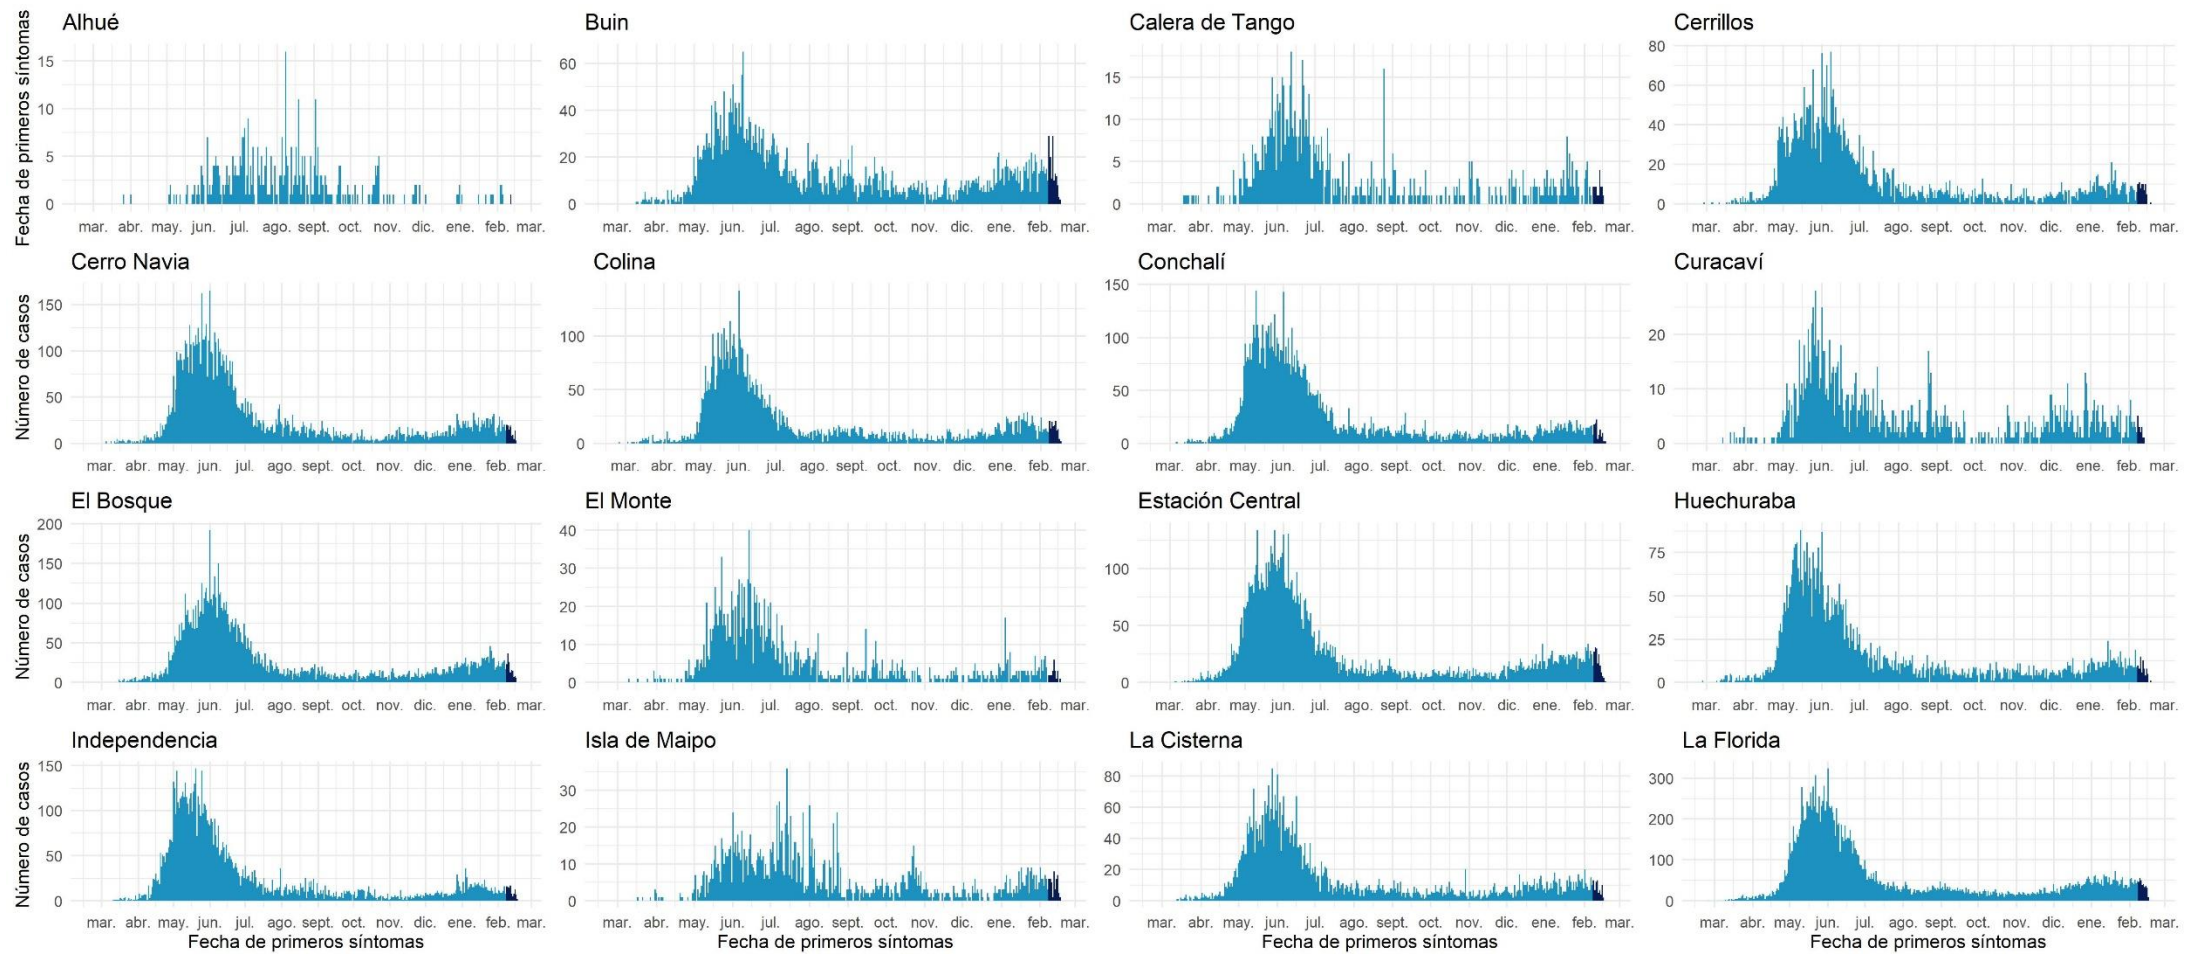 Alhué
Buin
Calera de Tango
Cerrillos
Fecha de primeros síntomas
15
10
5
0
60
40
20
0
15
10
5
0
80
60
40
20
0
mar. abr. may. jun. jul. ago. sept. oct. nov. dic. ene. feb. mar.
mar. abr. may. jun. jul. ago. sept. oct. nov. dic. ene. feb. mar.
mar. abr. may. jun. jul. ago. sept. oct. nov. dic. ene. feb. mar.
mar. abr. may. jun. jul. ago. sept. oct. nov. dic. ene. feb. mar.
Cerro Navia
Colina
Conchalí
Curacaví
Número de casos
150
100
50
0
100
50
0
150
100
50
0
20
10
0
mar. abr. may. jun. jul. ago. sept. oct. nov. dic. ene. feb. mar.
mar. abr. may. jun. jul. ago. sept. oct. nov. dic. ene. feb. mar.
mar. abr. may. jun. jul. ago. sept. oct. nov. dic. ene. feb. mar.
mar. abr. may. jun. jul. ago. sept. oct. nov. dic. ene. feb. mar.
El Bosque
El Monte
Estación Central
Huechuraba
Número de casos
200
150
100
50
0
40
30
20
10
0
100
50
0
75
50
25
0
mar. abr. may. jun. jul. ago. sept. oct. nov. dic. ene. feb. mar.
mar. abr. may. jun. jul. ago. sept. oct. nov. dic. ene. feb. mar.
mar. abr. may. jun. jul. ago. sept. oct. nov. dic. ene. feb. mar.
mar. abr. may. jun. jul. ago. sept. oct. nov. dic. ene. feb. mar.
Independencia
Isla de Maipo
La Cisterna
La Florida
Número de casos
150
100
50
0
30
20
10
0
80
60
40
20
0
300
200
100
0
mar. abr. may. jun. jul. ago. sept. oct. nov. dic. ene. feb. mar.
mar. abr. may. jun. jul. ago. sept. oct. nov. dic. ene. feb. mar.
mar. abr. may. jun. jul. ago. sept. oct. nov. dic. ene. feb. mar.
mar. abr. may. jun. jul. ago. sept. oct. nov. dic. ene. feb. mar.
Fecha de primeros síntomas
Fecha de primeros síntomas
Fecha de primeros síntomas
Fecha de primeros síntomas